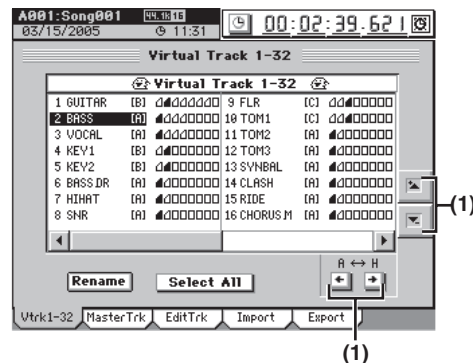 A001:Song001 44.1K 16 00:02:39.621
03/15/2005 11:31
Virtual Track 1-32
Virtual Track 1-32
1 GUITAR [B] 9 FLR [C]
2 BASS [A] 10 TOM1 [C]
3 VOCAL [A] 11 TOM2 [A]
4 KEY1 [B] 12 TOM3 [A]
5 KEY2 [B] 13 SYNBAL [A]
6 BASS.DR [A] 14 CLASH [A]
7 HIHAT [A] 15 RIDE [A]
8 SNR [A] 16 CHORUS.M [A]
(1)
A ↔ H
Rename Select All
Vtrk1-32 MasterTrk EditTrk Import Export
(1)